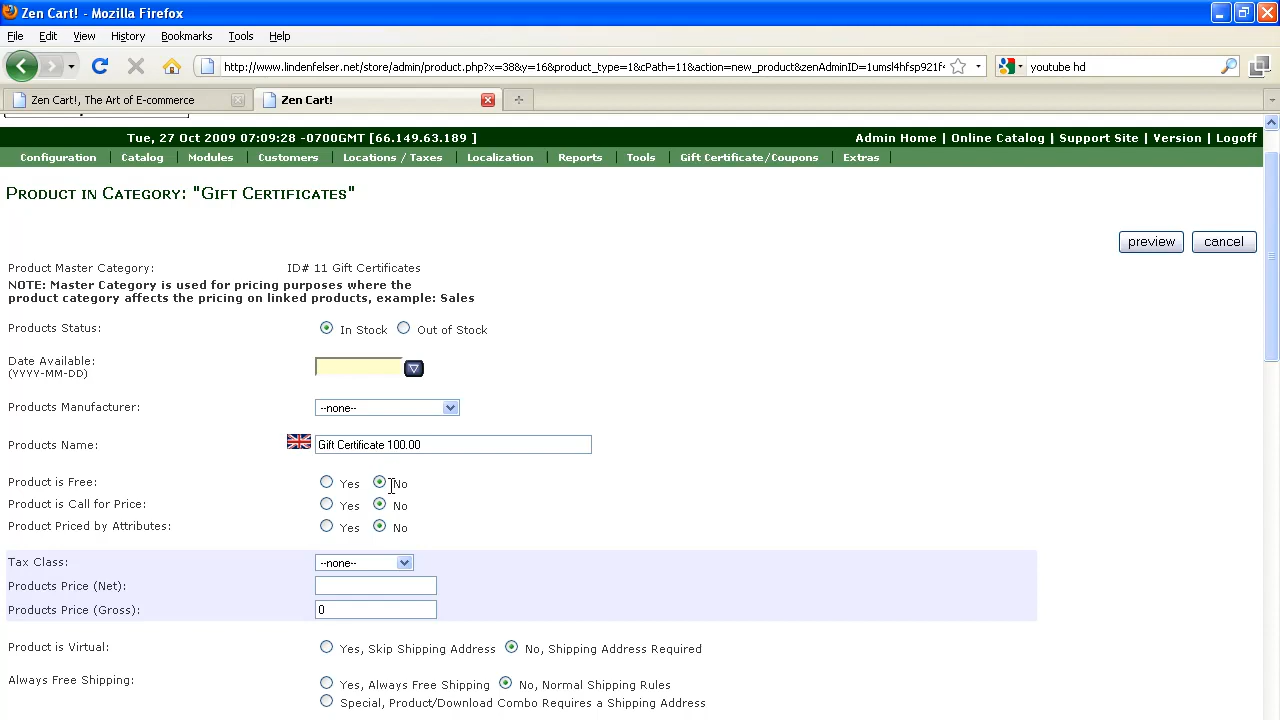 Zen Cart! - Mozilla Firefox
File Edit View History Bookmarks Tools Help
http://www.lindenfelser.net/store/admin/product.php?x=38&y=16&product_type=1&cPath=11&action=new_product&zenAdminID=1umsl4hfsp921f
youtube hd
Zen Cart!, The Art of E-commerce
Zen Cart!
Tue, 27 Oct 2009 07:09:28 -0700GMT [66.149.63.189 ]
Admin Home | Online Catalog | Support Site | Version | Logoff
Configuration Catalog Modules Customers Locations / Taxes Localization Reports Tools Gift Certificate/Coupons Extras
Product in Category: "Gift Certificates"
preview cancel
Product Master Category: ID# 11 Gift Certificates
NOTE: Master Category is used for pricing purposes where the
product category affects the pricing on linked products, example: Sales
Products Status: In Stock Out of Stock
Date Available:
(YYYY-MM-DD)
Products Manufacturer: --none--
Products Name: Gift Certificate 100.00
Product is Free: Yes No
Product is Call for Price: Yes No
Product Priced by Attributes: Yes No
Tax Class: --none--
Products Price (Net):
Products Price (Gross): 0
Product is Virtual: Yes, Skip Shipping Address No, Shipping Address Required
Always Free Shipping: Yes, Always Free Shipping No, Normal Shipping Rules
Special, Product/Download Combo Requires a Shipping Address